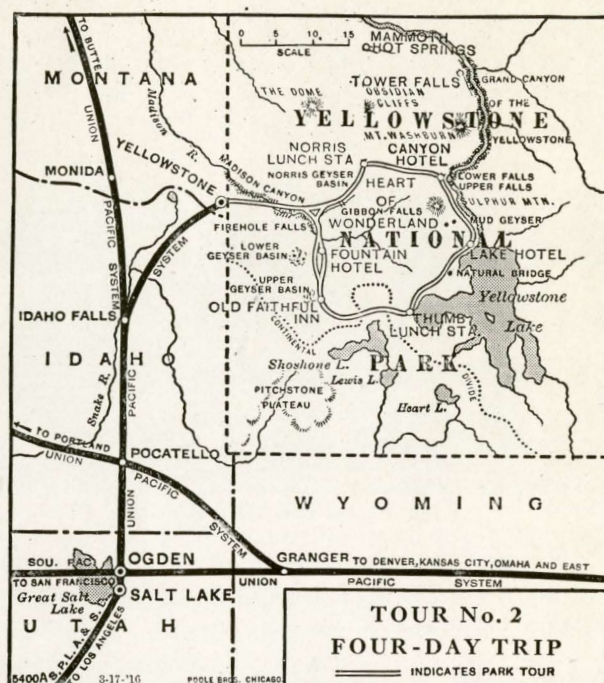 TO BUTTE
MONTANA
Madison
R.
0 5 10 15
SCALE
MAMMOTH
HOT SPRINGS
TOWER FALLS
GRAND CANYON
OF THE
YELLOWSTONE
THE DOME
OBSIDIAN
CLIFFS
YELLOWSTONE
MT. WASHBURN
UNION
PACIFIC
SYSTEM
MONIDA
YELLOWSTONE
MADISON CANYON
NORRIS
LUNCH STA
CANYON
HOTEL
NORRIS GEYSER
BASIN
HEART
OF
WONDERLAND
LOWER FALLS
UPPER FALLS
SULPHUR MTN.
GIBBON FALLS
MUD GEYSER
FIREHOLE FALLS
NATIONAL
LAKE HOTEL
LOWER
GEYSER BASIN
FOUNTAIN
HOTEL
NATURAL BRIDGE
UPPER
GEYSER BASIN
OLD FAITHFUL
INN
Yellowstone
Lake
THUMB
LUNCH STA
SYSTEM
IDAHO FALLS
IDAHO
CONTINENTAL
DIVIDE
PARK
Shoshone L.
Lewis L.
PITCHSTONE
PLATEAU
Heart L.
Snake R.
PACIFIC
TO PORTLAND
UNION
POCATELLO
PACIFIC
SYSTEM
UNION
WYOMING
SOU. PAC
OGDEN
GRANGER
TO DENVER, KANSAS CITY, OMAHA AND EAST
TO SAN FRANCISCO
UNION
PACIFIC
SYSTEM
Great Salt
Lake
SALT LAKE
UTAH
S.P.L.A.& S.L.
TO LOS ANGELES
TOUR No. 2
FOUR-DAY TRIP
INDICATES PARK TOUR
5400A
3-17-'16
POOLE BROS. CHICAGO